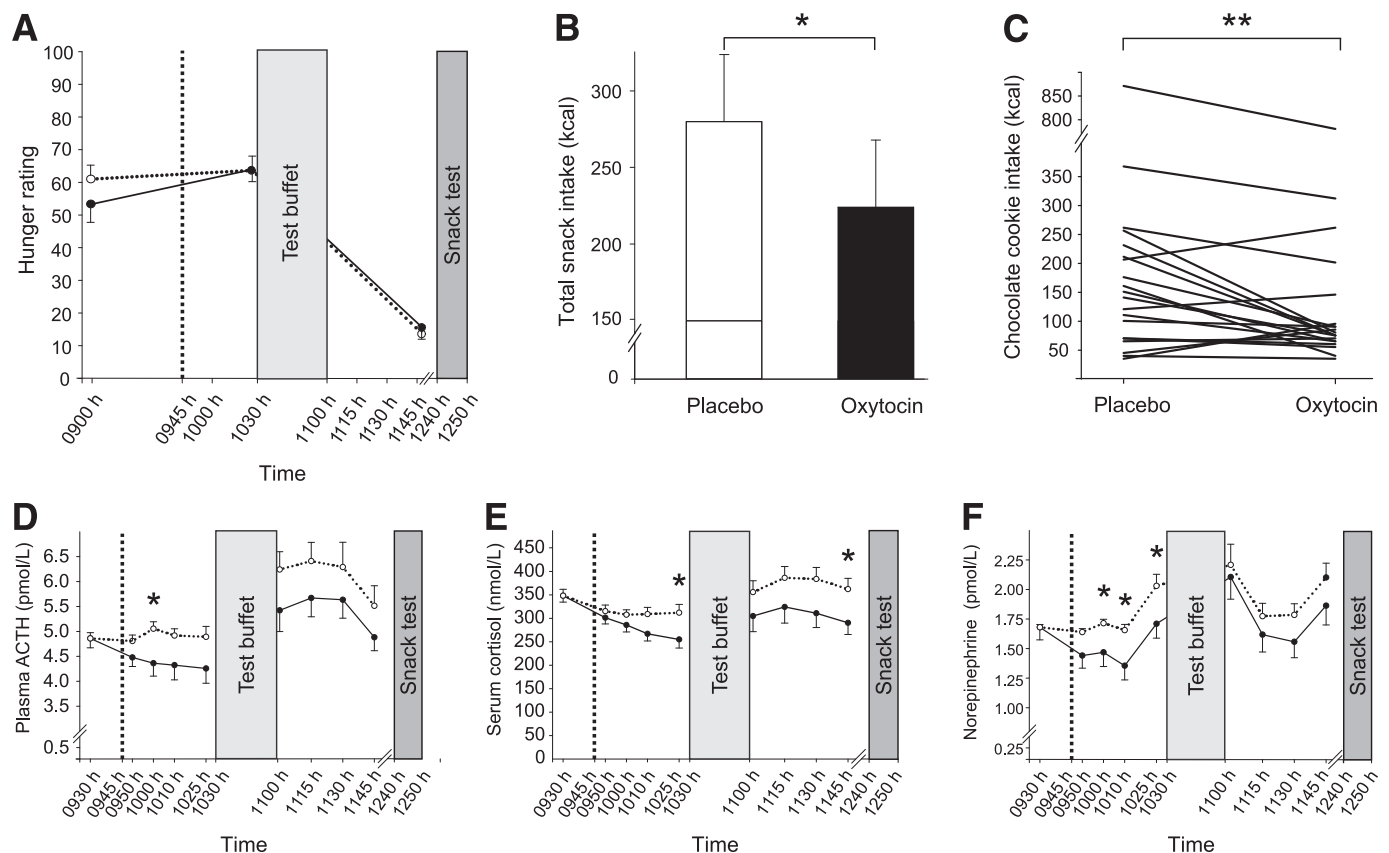 A
Hunger rating
100
90
80
70
60
50
40
30
20
10
0
Test buffet
Snack test
0900 h
0945 h
1000 h
1030 h
1100 h
1115 h
1130 h
1145 h
1240 h
1250 h
Time
B
*
Total snack intake (kcal)
300
250
200
150
0
Placebo
Oxytocin
C
**
Chocolate cookie intake (kcal)
850
800
350
300
250
200
150
100
50
Placebo
Oxytocin
D
Plasma ACTH (pmol/L)
6.5
6.0
5.5
5.0
4.5
4.0
3.5
0.5
*
Test buffet
Snack test
0930 h
0945 h
0950 h
1000 h
1010 h
1025 h
1030 h
1100 h
1115 h
1130 h
1145 h
1240 h
1250 h
Time
E
Serum cortisol (nmol/L)
450
400
350
300
250
200
150
100
50
0
*
*
Test buffet
Snack test
0930 h
0945 h
0950 h
1000 h
1010 h
1025 h
1030 h
1100 h
1115 h
1130 h
1145 h
1240 h
1250 h
Time
F
Norepinephrine (pmol/L)
2.25
2.00
1.75
1.50
1.25
1.00
0.25
*
*
*
Test buffet
Snack test
0930 h
0945 h
0950 h
1000 h
1010 h
1025 h
1030 h
1100 h
1115 h
1130 h
1145 h
1240 h
1250 h
Time